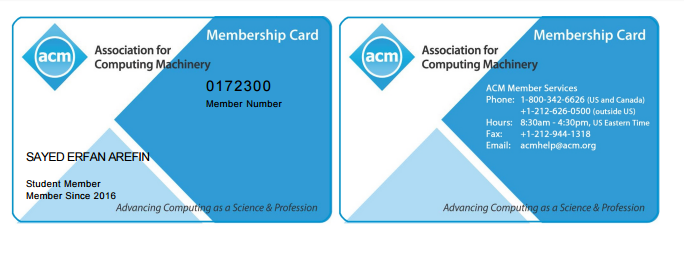 acm
Association for
Computing Machinery
Membership Card
0172300
Member Number
SAYED ERFAN AREFIN
Student Member
Member Since 2016
Advancing Computing as a Science & Profession
acm
Association for
Computing Machinery
Membership Card
ACM Member Services
Phone: 1-800-342-6626 (US and Canada)
+1-212-626-0500 (outside US)
Hours: 8:30am - 4:30pm, US Eastern Time
Fax: +1-212-944-1318
Email: acmhelp@acm.org
Advancing Computing as a Science & Profession